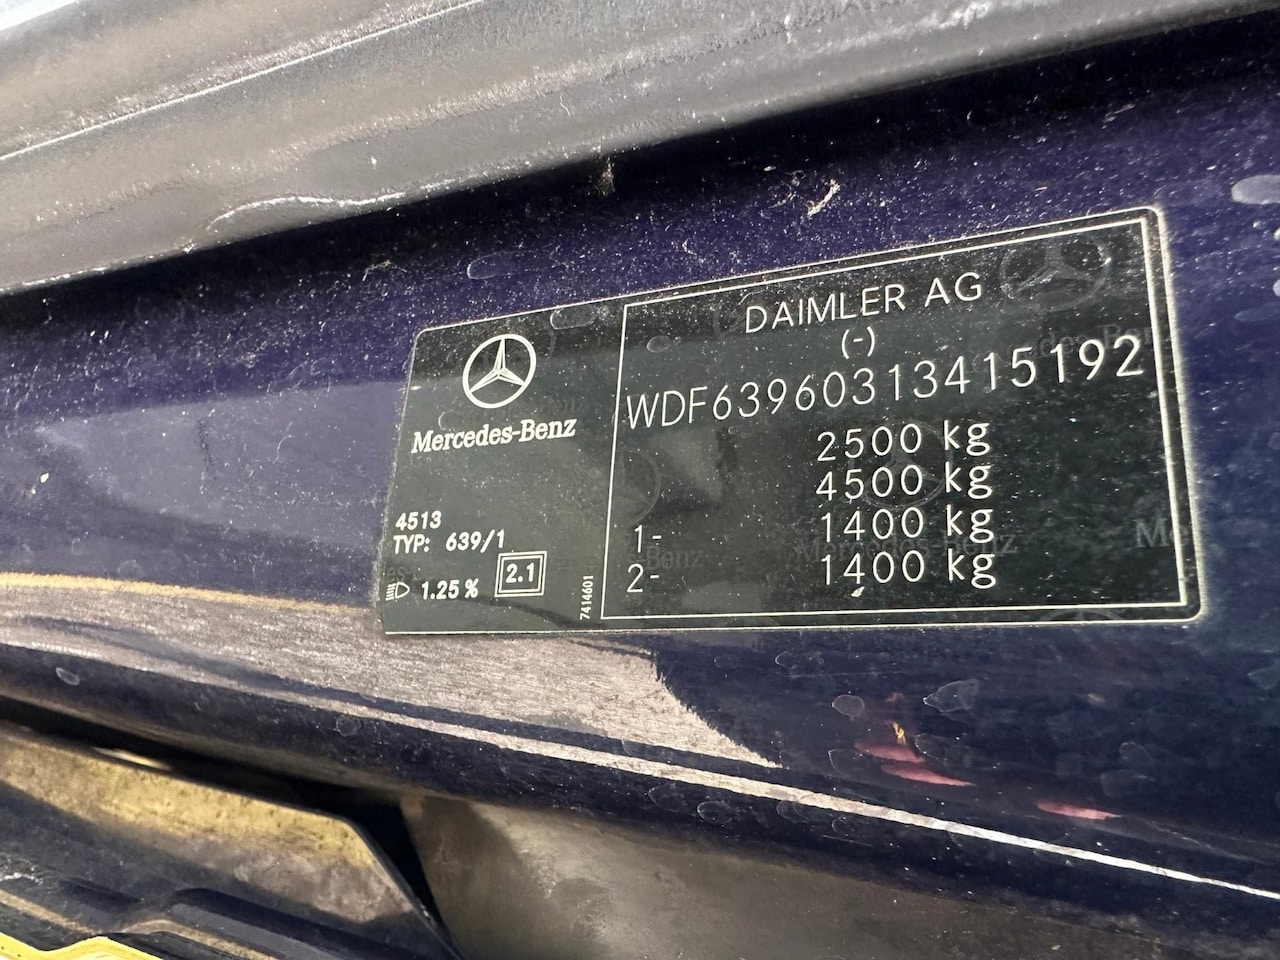 Mercedes-Benz
4513
TYP: 639/1
1.25 %
2.1
7414601
DAIMLER AG
(-)
WDF63960313415192
2500 kg
4500 kg
1- 1400 kg
2- 1400 kg